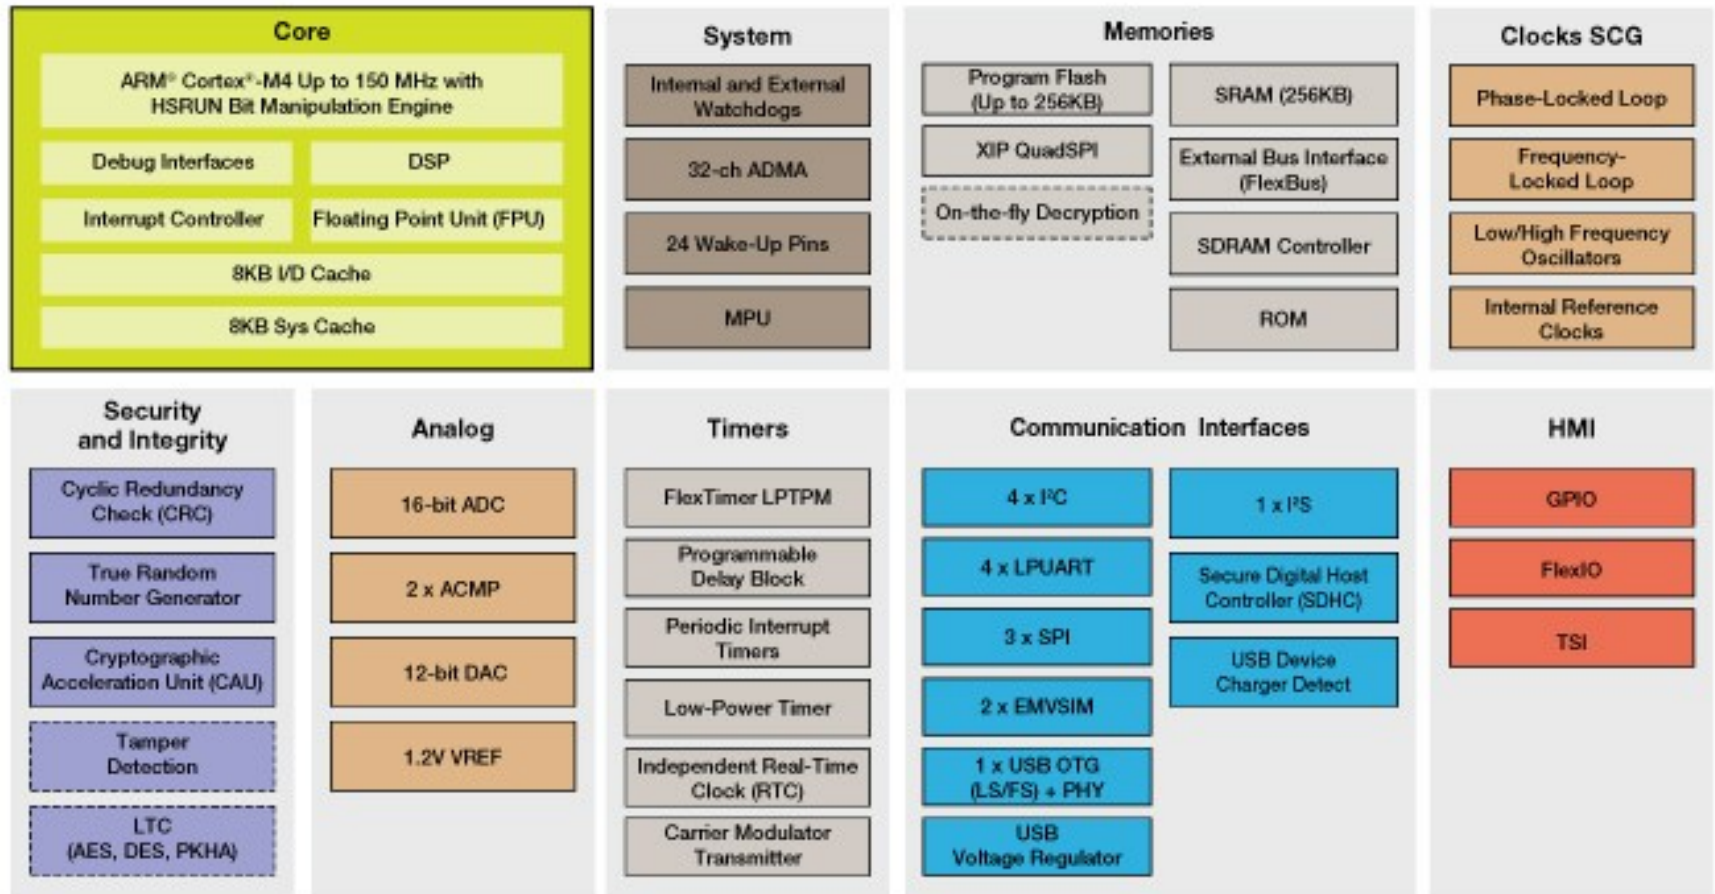 Core
ARM® Cortex®-M4 Up to 150 MHz with
HSRUN Bit Manipulation Engine
Debug Interfaces
DSP
Interrupt Controller
Floating Point Unit (FPU)
8KB I/D Cache
8KB Sys Cache
System
Internal and External
Watchdogs
32-ch ADMA
24 Wake-Up Pins
MPU
Memories
Program Flash
(Up to 256KB)
XIP QuadSPI
On-the-fly Decryption
SRAM (256KB)
External Bus Interface
(FlexBus)
SDRAM Controller
ROM
Clocks SCG
Phase-Locked Loop
Frequency-
Locked Loop
Low/High Frequency
Oscillators
Internal Reference
Clocks
Security
and Integrity
Cyclic Redundancy
Check (CRC)
True Random
Number Generator
Cryptographic
Acceleration Unit (CAU)
Tamper
Detection
LTC
(AES, DES, PKHA)
Analog
16-bit ADC
2 x ACMP
12-bit DAC
1.2V VREF
Timers
FlexTimer LPTPM
Programmable
Delay Block
Periodic Interrupt
Timers
Low-Power Timer
Independent Real-Time
Clock (RTC)
Carrier Modulator
Transmitter
Communication Interfaces
4 x I²C
4 x LPUART
3 x SPI
2 x EMVSIM
1 x USB OTG
(LS/FS) + PHY
USB
Voltage Regulator
1 x I²S
Secure Digital Host
Controller (SDHC)
USB Device
Charger Detect
HMI
GPIO
FlexIO
TSI